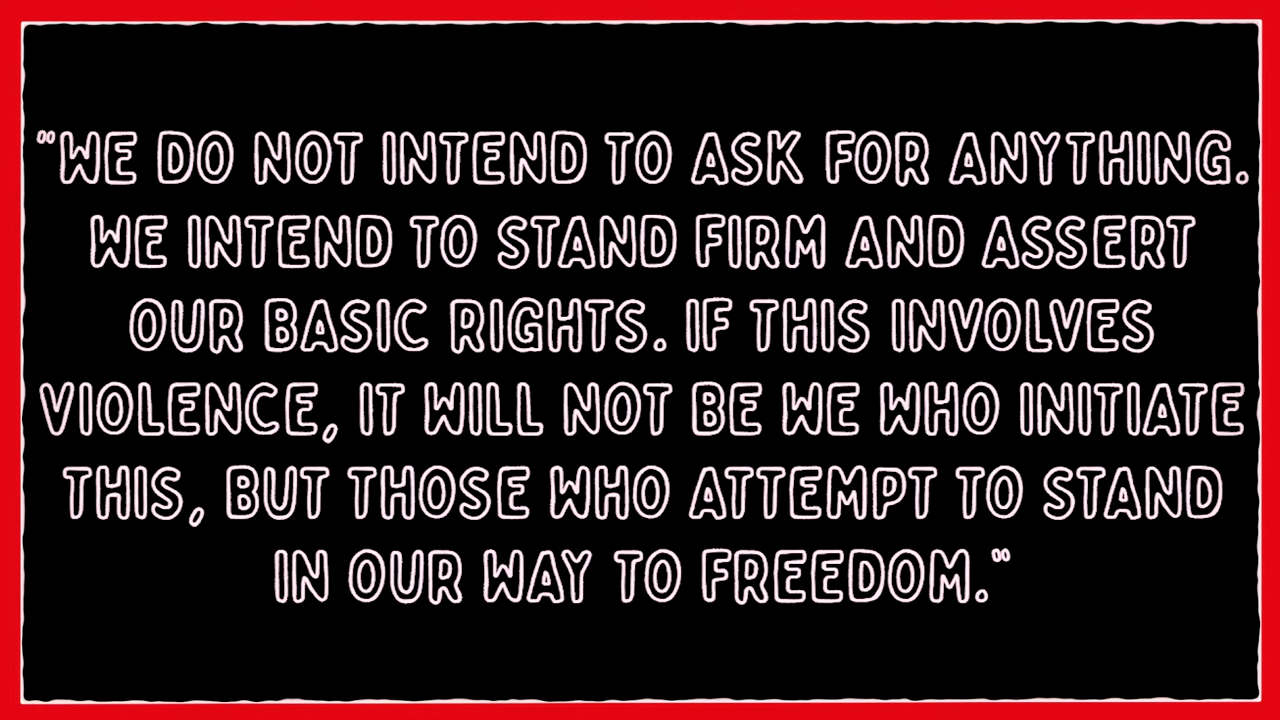 "WE DO NOT INTEND TO ASK FOR ANYTHING.
WE INTEND TO STAND FIRM AND ASSERT
OUR BASIC RIGHTS. IF THIS INVOLVES
VIOLENCE, IT WILL NOT BE WE WHO INITIATE
THIS, BUT THOSE WHO ATTEMPT TO STAND
IN OUR WAY TO FREEDOM."